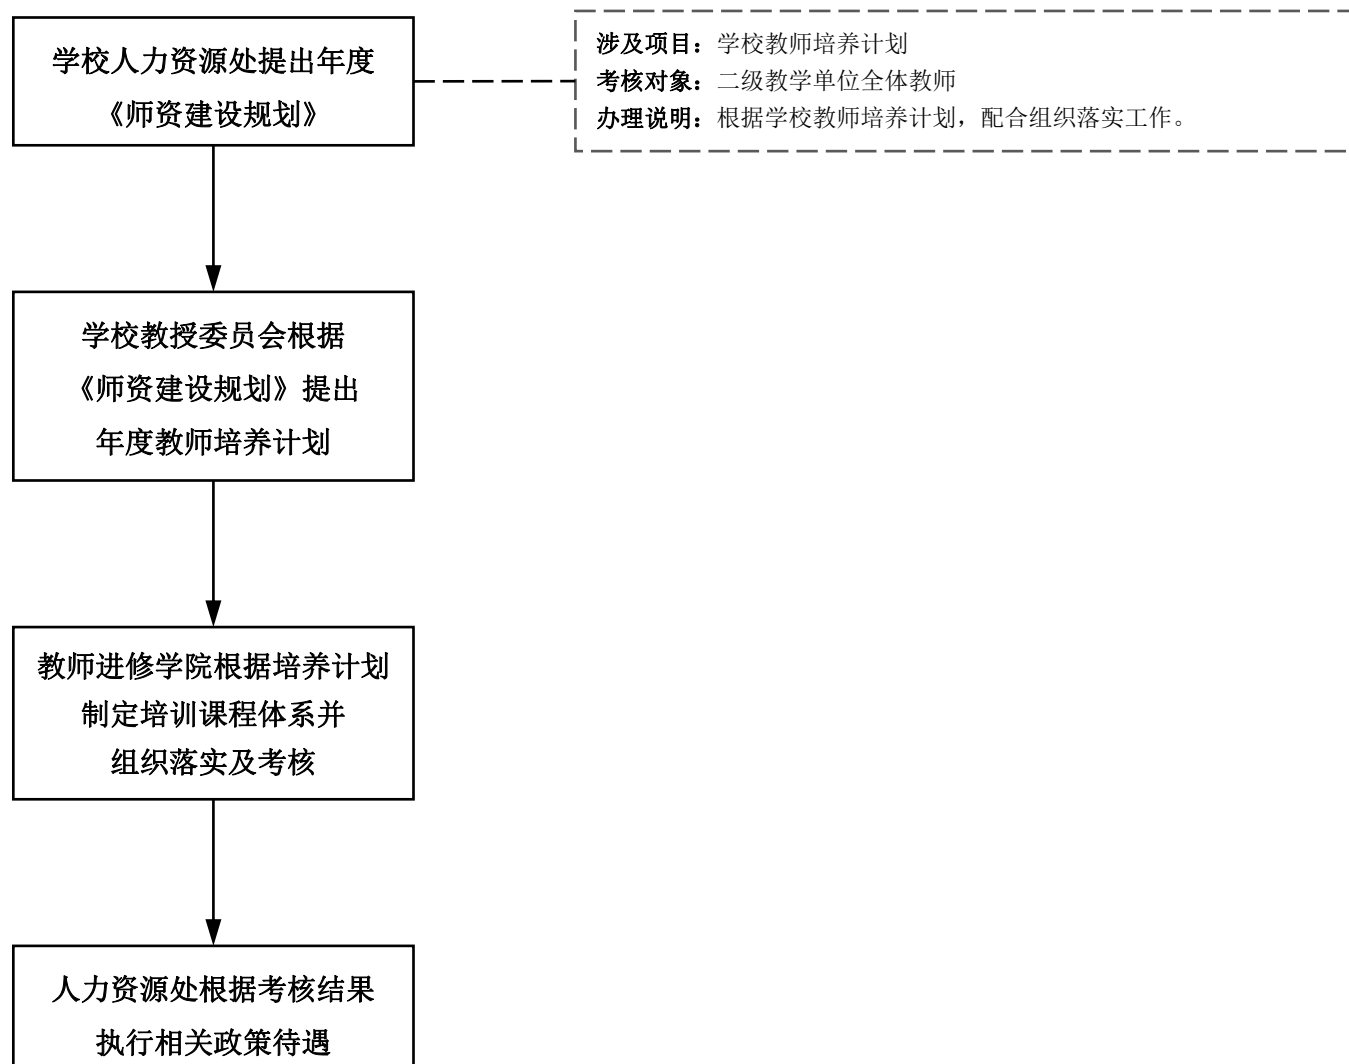 学校人力资源处提出年度
《师资建设规划》
涉及项目：学校教师培养计划
考核对象：二级教学单位全体教师
办理说明：根据学校教师培养计划，配合组织落实工作。
学校教授委员会根据
《师资建设规划》提出
年度教师培养计划
教师进修学院根据培养计划
制定培训课程体系并
组织落实及考核
人力资源处根据考核结果
执行相关政策待遇